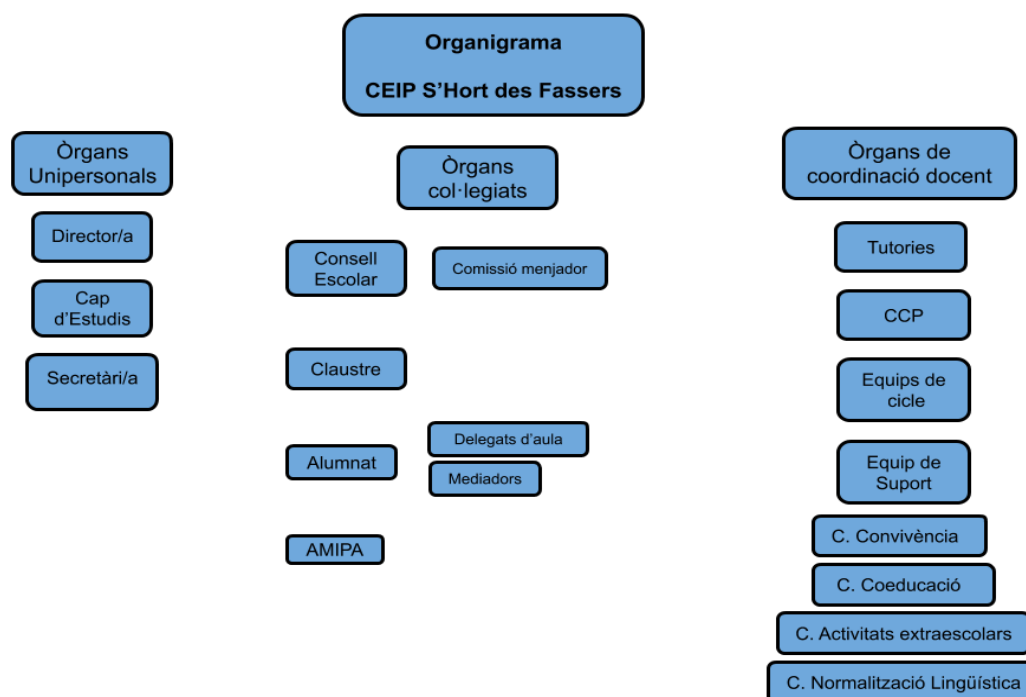 Organigrama
CEIP S'Hort des Fassers
Òrgans
Unipersonals
Director/a
Cap
d'Estudis
Secretàri/a
Òrgans
col·legiats
Consell
Escolar
Comissió menjador
Claustre
Alumnat
Delegats d'aula
Mediadors
AMIPA
Òrgans de
coordinació docent
Tutories
CCP
Equips de
cicle
Equip de
Suport
C. Convivència
C. Coeducació
C. Activitats extraescolars
C. Normalització Lingüística